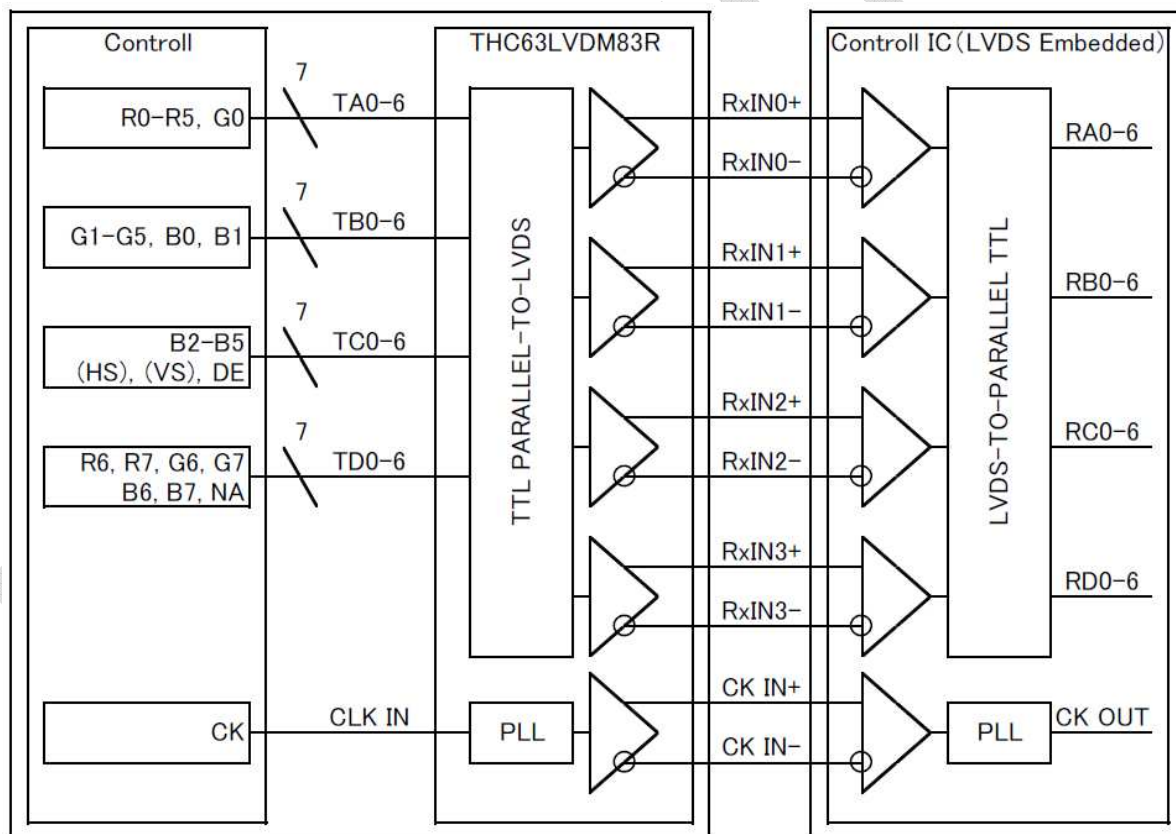 Controll
THC63LVDM83R
Controll IC(LVDS Embedded)
R0-R5, G0
7
TA0-6
RxIN0+
RxIN0-
RA0-6
G1-G5, B0, B1
7
TB0-6
RxIN1+
RxIN1-
RB0-6
B2-B5
(HS), (VS), DE
7
TC0-6
RxIN2+
RxIN2-
RC0-6
R6, R7, G6, G7
B6, B7, NA
7
TD0-6
RxIN3+
RxIN3-
RD0-6
TTL PARALLEL-TO-LVDS
LVDS-TO-PARALLEL TTL
CK
CLK IN
PLL
CK IN+
CK IN-
PLL
CK OUT